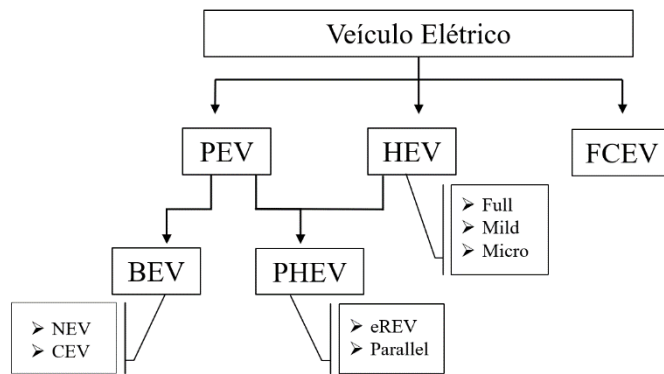 Veículo Elétrico
PEV
HEV
FCEV
➢ Full
➢ Mild
➢ Micro
BEV
PHEV
➢ NEV
➢ CEV
➢ eREV
➢ Parallel